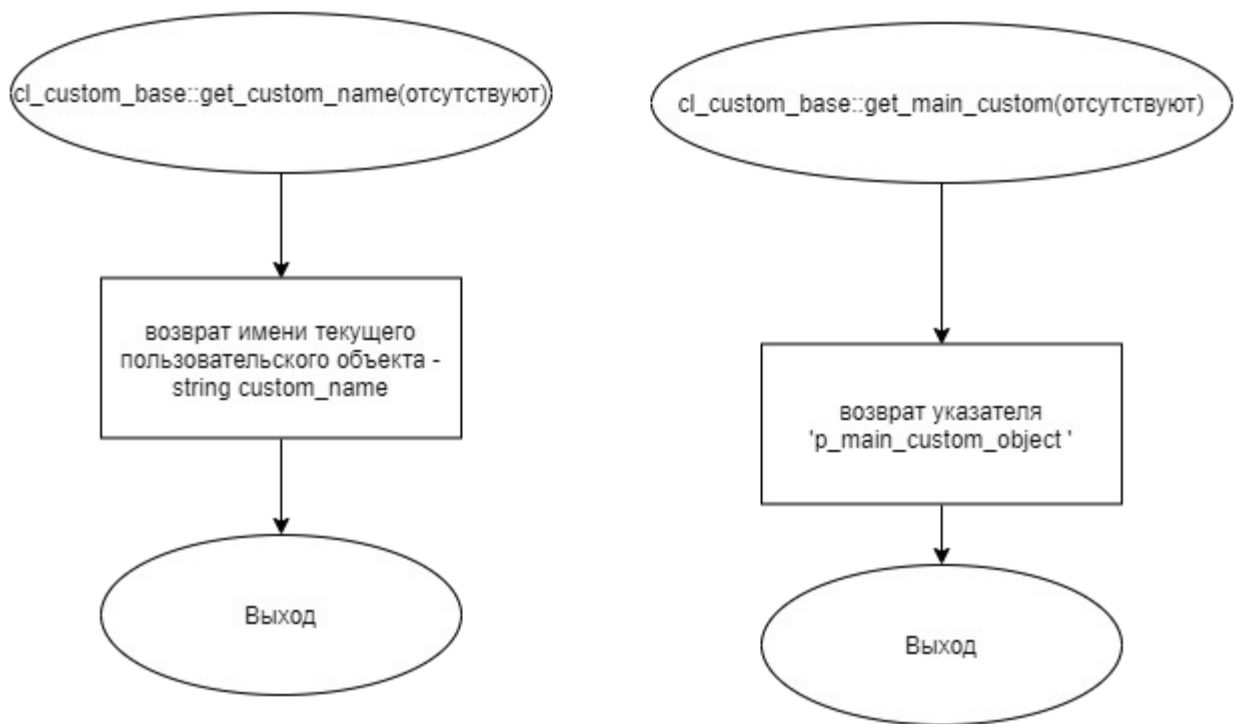 cl_custom_base::get_custom_name(отсутствуют)
возврат имени текущего
пользовательского объекта -
string custom_name
Выход
cl_custom_base::get_main_custom(отсутствуют)
возврат указателя
'p_main_custom_object '
Выход